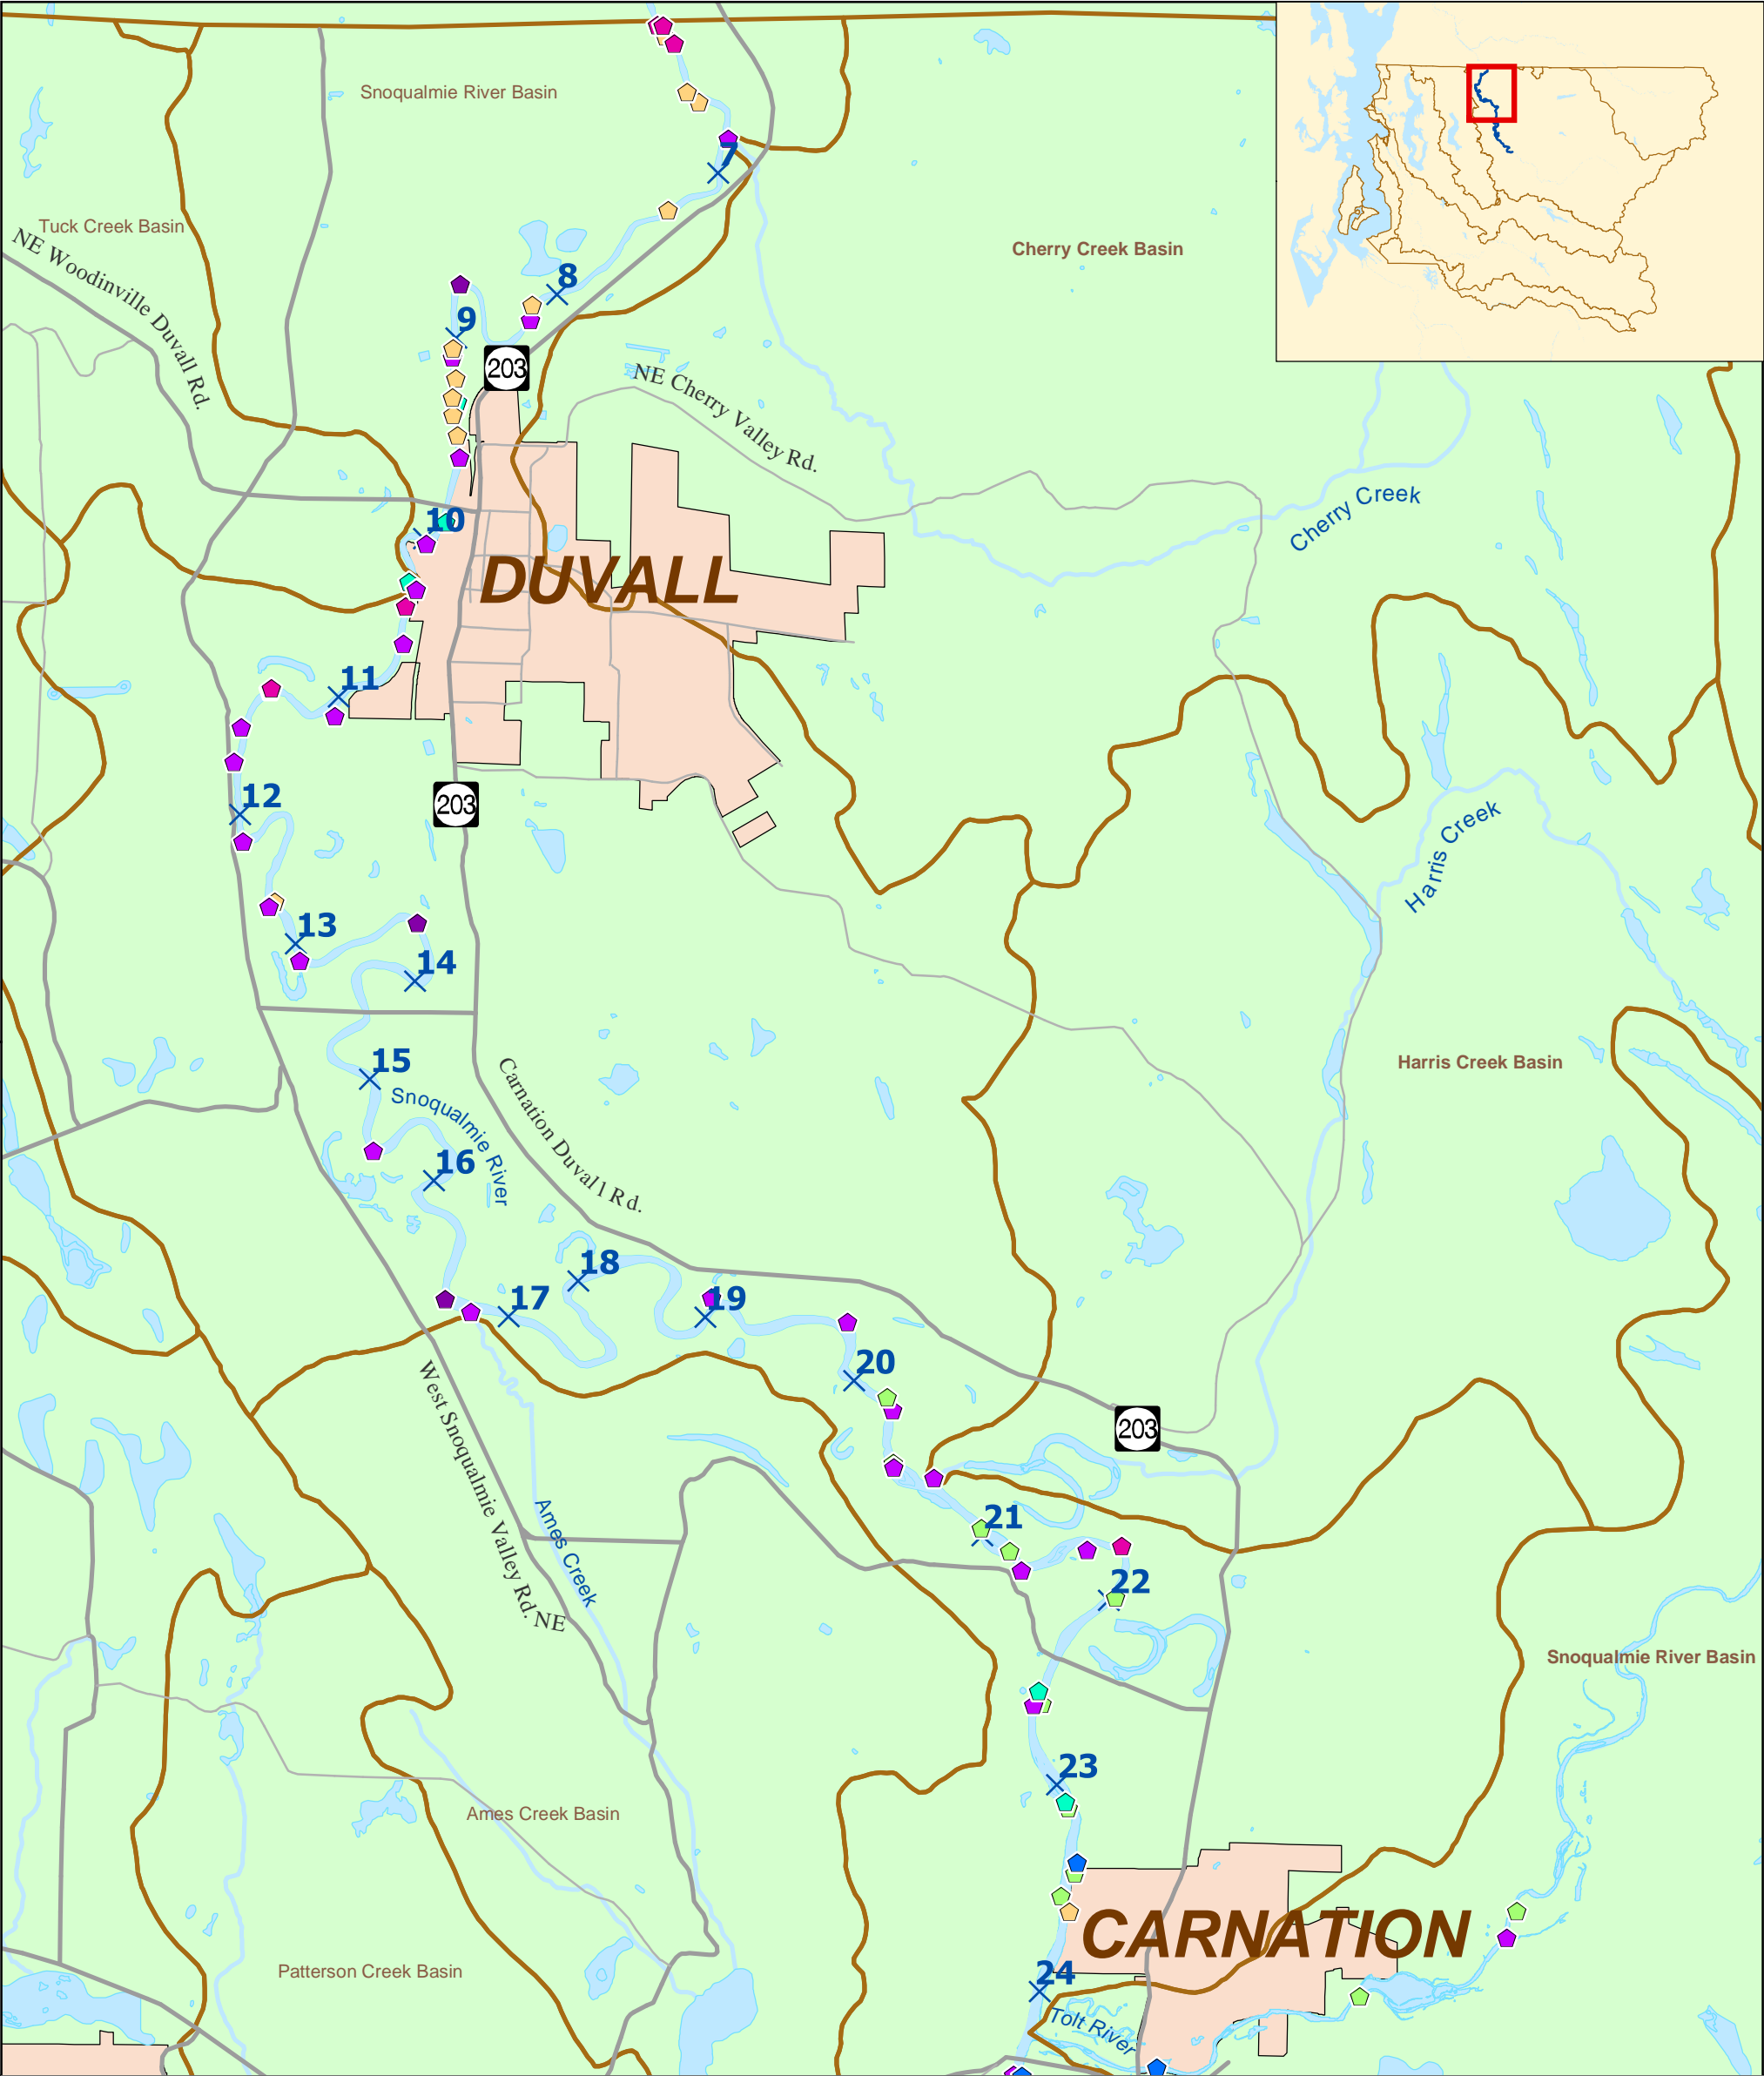 Snoqualmie River Basin
7
Tuck Creek Basin
NE Woodinville Duvall Rd.
Cherry Creek Basin
8
9
203
NE Cherry Valley Rd.
Cherry Creek
10
DUVALL
11
12
203
Harris Creek
13
14
15
Snoqualmie River
Carnation Duvall Rd.
Harris Creek Basin
16
17
18
19
20
West Snoqualmie Valley Rd. NE
203
Ames Creek
21
22
Snoqualmie River Basin
23
Ames Creek Basin
CARNATION
Patterson Creek Basin
24
Tolt River